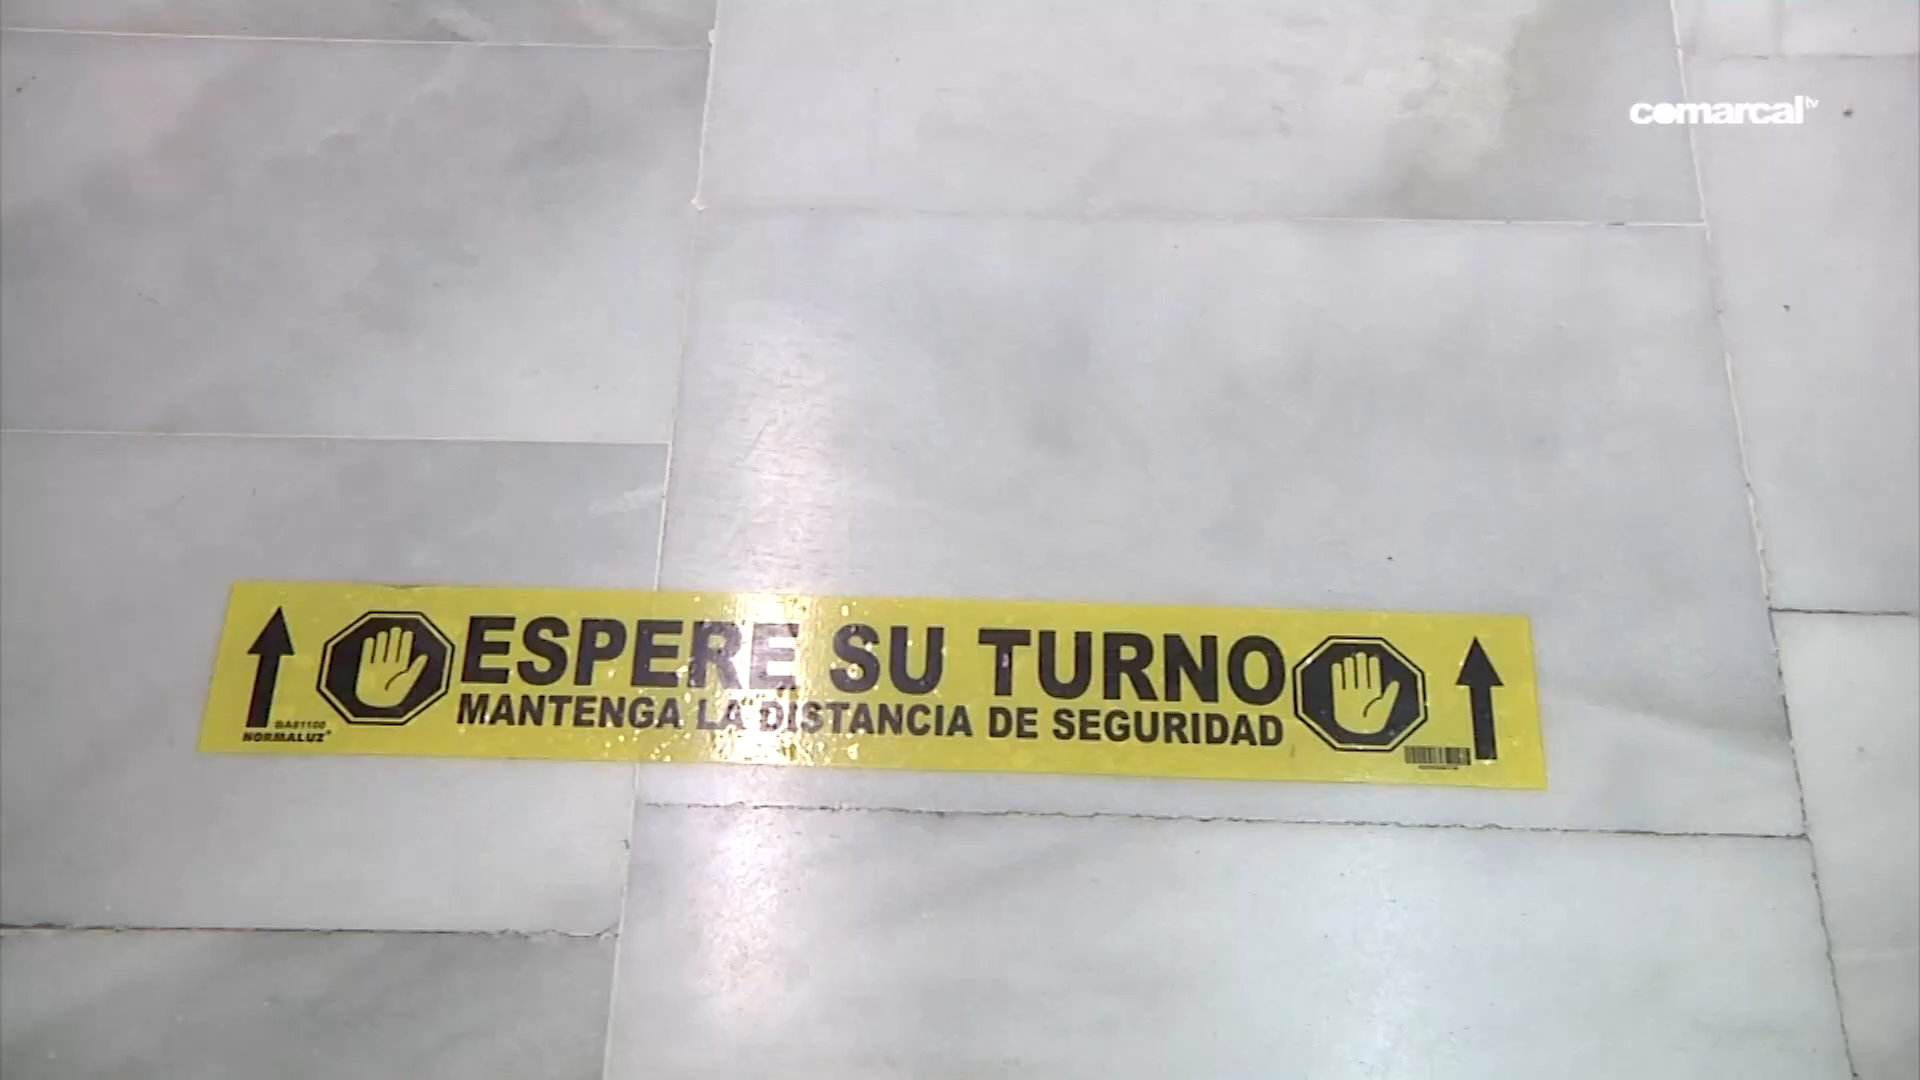 comarcal tv
ESPERE SU TURNO
MANTENGA LA DISTANCIA DE SEGURIDAD
NORMALUZ